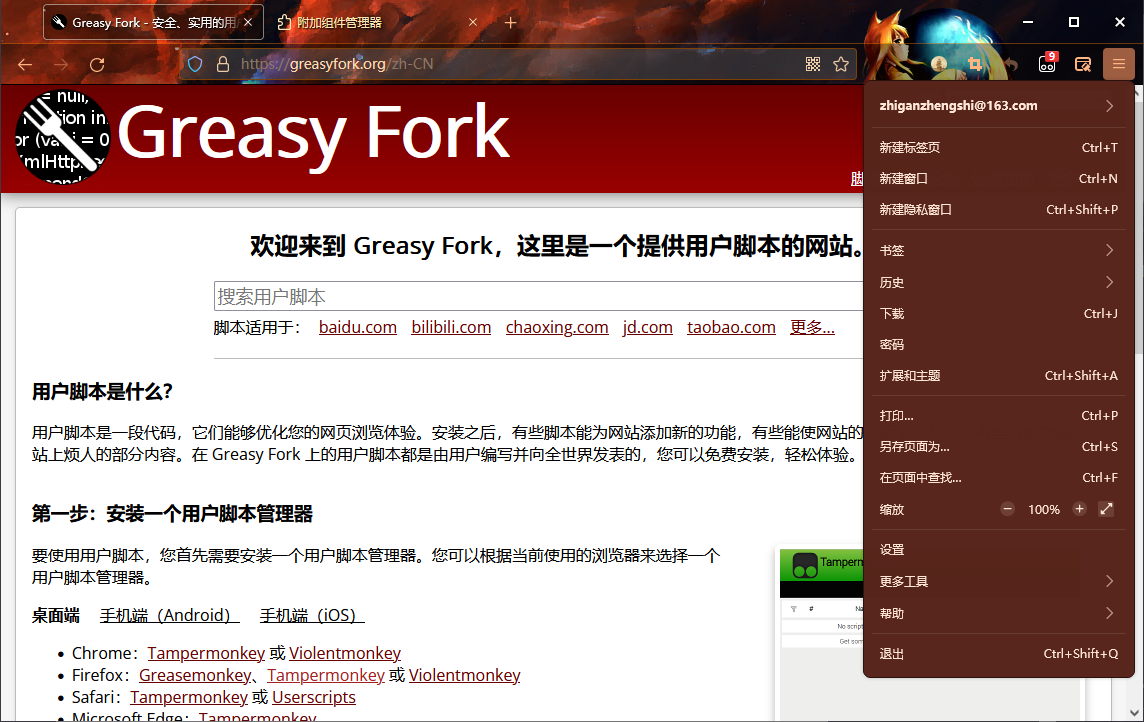 Greasy Fork - 安全、实用的用
附加组件管理器
https://greasyfork.org/zh-CN
9
= null,
Greasy Fork
脚
欢迎来到 Greasy Fork，这里是一个提供用户脚本的网站。
搜索用户脚本
脚本适用于： baidu.com bilibili.com chaoxing.com jd.com taobao.com 更多...
用户脚本是什么？
用户脚本是一段代码，它们能够优化您的网页浏览体验。安装之后，有些脚本能为网站添加新的功能，有些能使网站的
站上烦人的部分内容。在 Greasy Fork 上的用户脚本都是由用户编写并向全世界发表的，您可以免费安装，轻松体验。
第一步：安装一个用户脚本管理器
要使用用户脚本，您首先需要安装一个用户脚本管理器。您可以根据当前使用的浏览器来选择一个
用户脚本管理器。
桌面端 手机端（Android） 手机端（iOS）
• Chrome：Tampermonkey 或 Violentmonkey
• Firefox：Greasemonkey、Tampermonkey 或 Violentmonkey
• Safari：Tampermonkey 或 Userscripts
• Microsoft Edge：Tampermonkey
Tamperm
# Na
No script
Get som
zhiganzhengshi@163.com
新建标签页 Ctrl+T
新建窗口 Ctrl+N
新建隐私窗口 Ctrl+Shift+P
书签
历史
下载 Ctrl+J
密码
扩展和主题 Ctrl+Shift+A
打印... Ctrl+P
另存页面为... Ctrl+S
在页面中查找... Ctrl+F
缩放 − 100% +
设置
更多工具
帮助
退出 Ctrl+Shift+Q